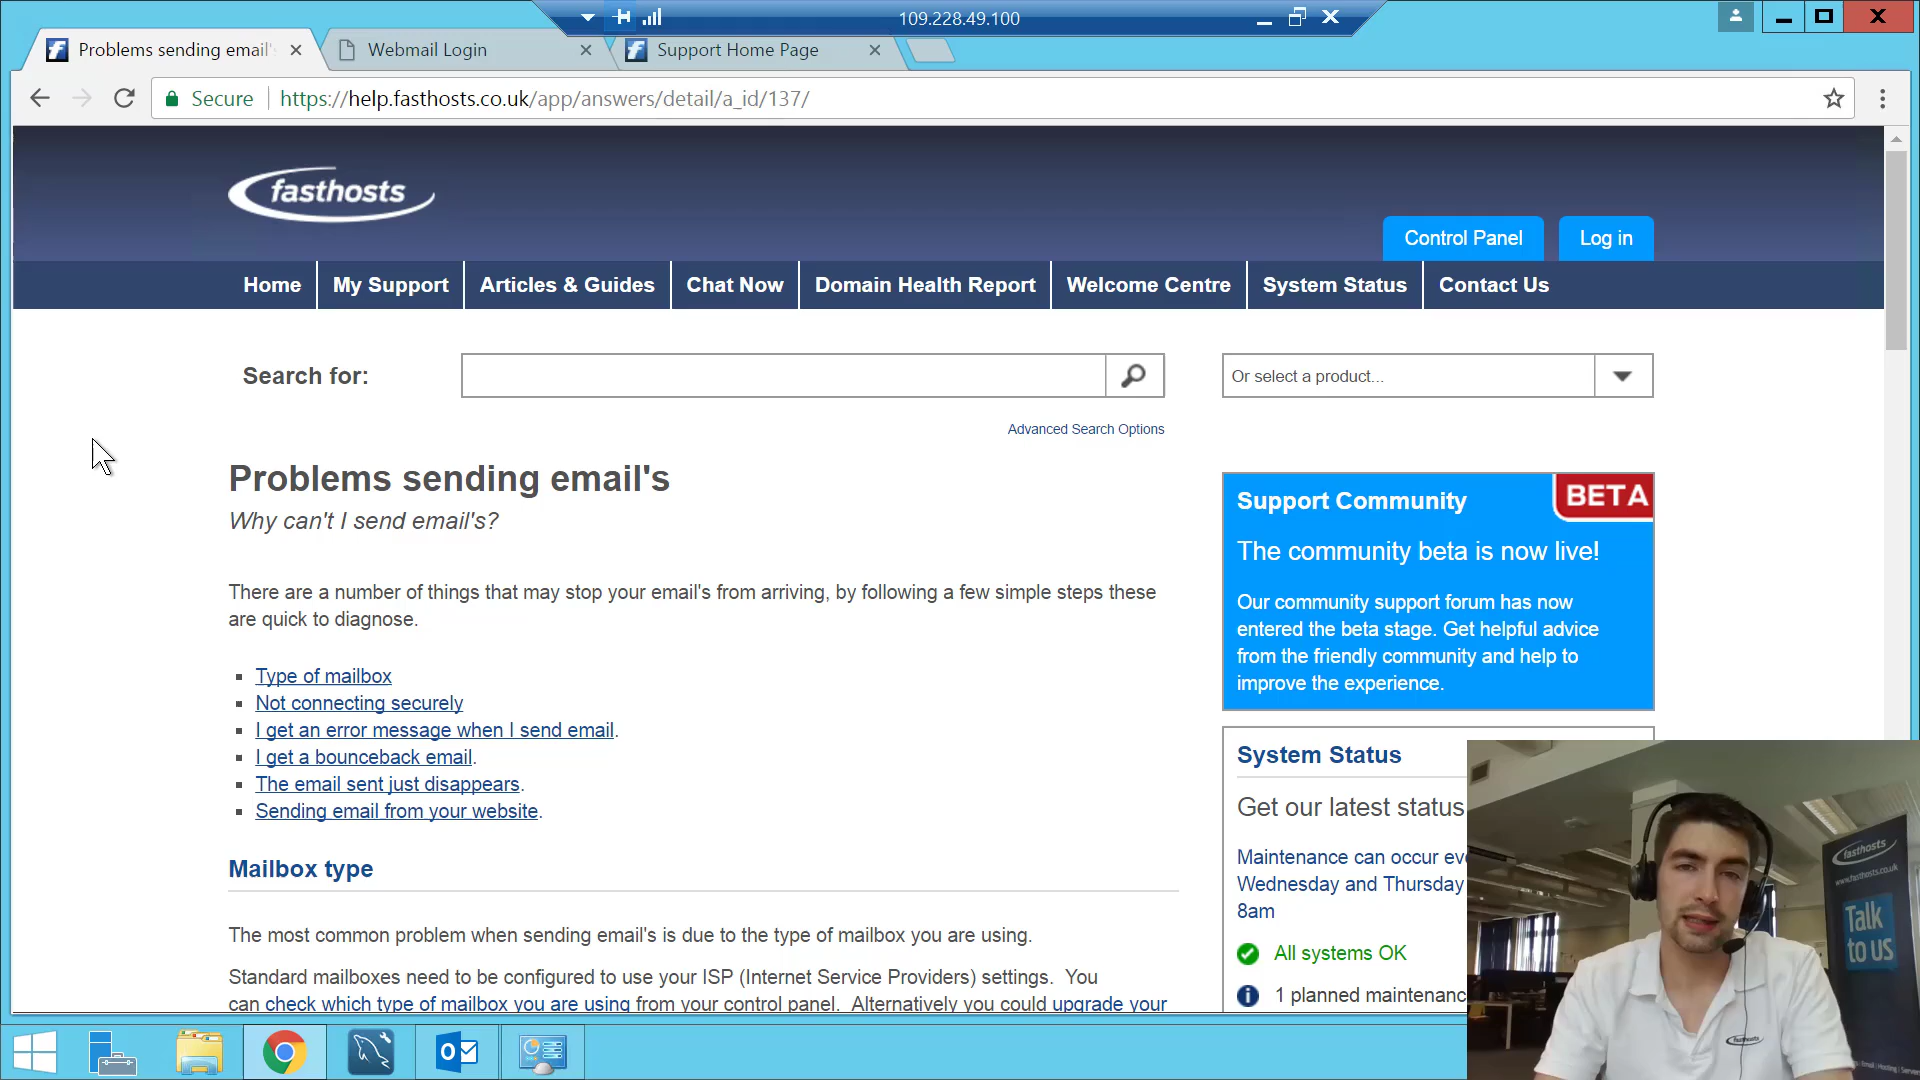 109.228.49.100
Problems sending email's
Webmail Login
Support Home Page
Secure
https://help.fasthosts.co.uk/app/answers/detail/a_id/137/
fasthosts
Control Panel
Log in
Home
My Support
Articles & Guides
Chat Now
Domain Health Report
Welcome Centre
System Status
Contact Us
Search for:
Or select a product...
Advanced Search Options
Problems sending email's
Why can't I send email's?
There are a number of things that may stop your email's from arriving, by following a few simple steps these
are quick to diagnose.
Type of mailbox
Not connecting securely
I get an error message when I send email.
I get a bounceback email.
The email sent just disappears.
Sending email from your website.
Mailbox type
The most common problem when sending email's is due to the type of mailbox you are using.
Standard mailboxes need to be configured to use your ISP (Internet Service Providers) settings. You
can check which type of mailbox you are using from your control panel. Alternatively you could upgrade your
Support Community
BETA
The community beta is now live!
Our community support forum has now
entered the beta stage. Get helpful advice
from the friendly community and help to
improve the experience.
System Status
Get our latest status
Maintenance can occur eve
Wednesday and Thursday
8am
All systems OK
1 planned maintenanc
fasthosts
www.fasthosts.co.uk
Talk
to us
fasthosts